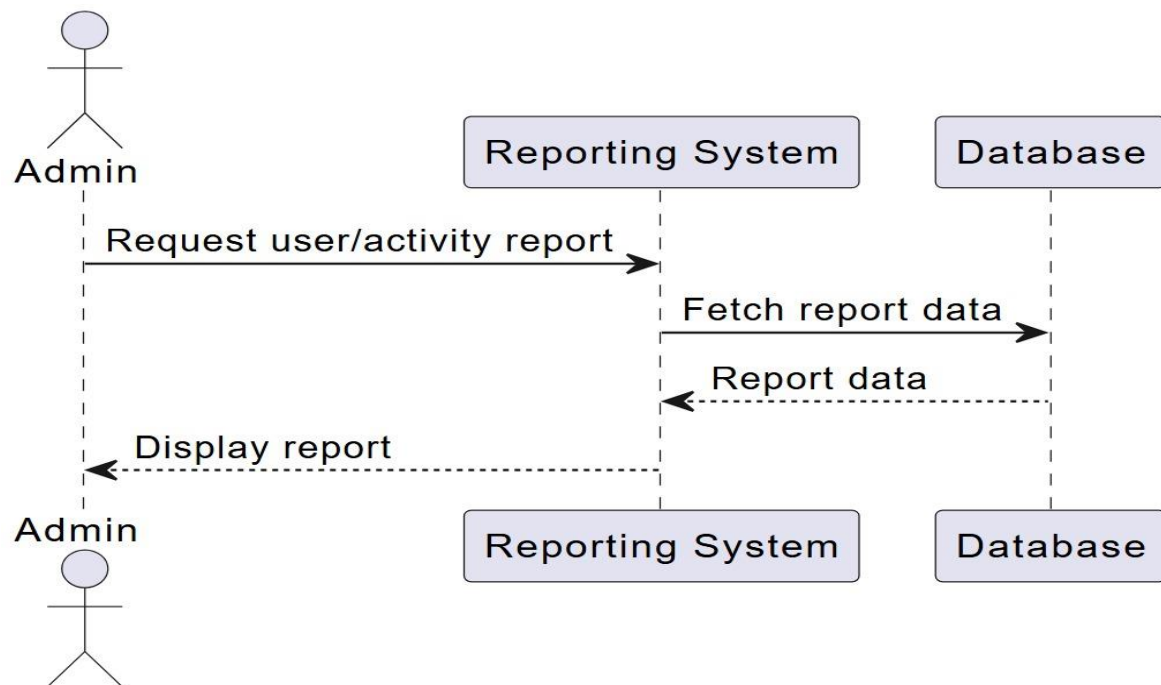 Admin
Reporting System
Database
Request user/activity report
Fetch report data
Report data
Display report
Admin
Reporting System
Database